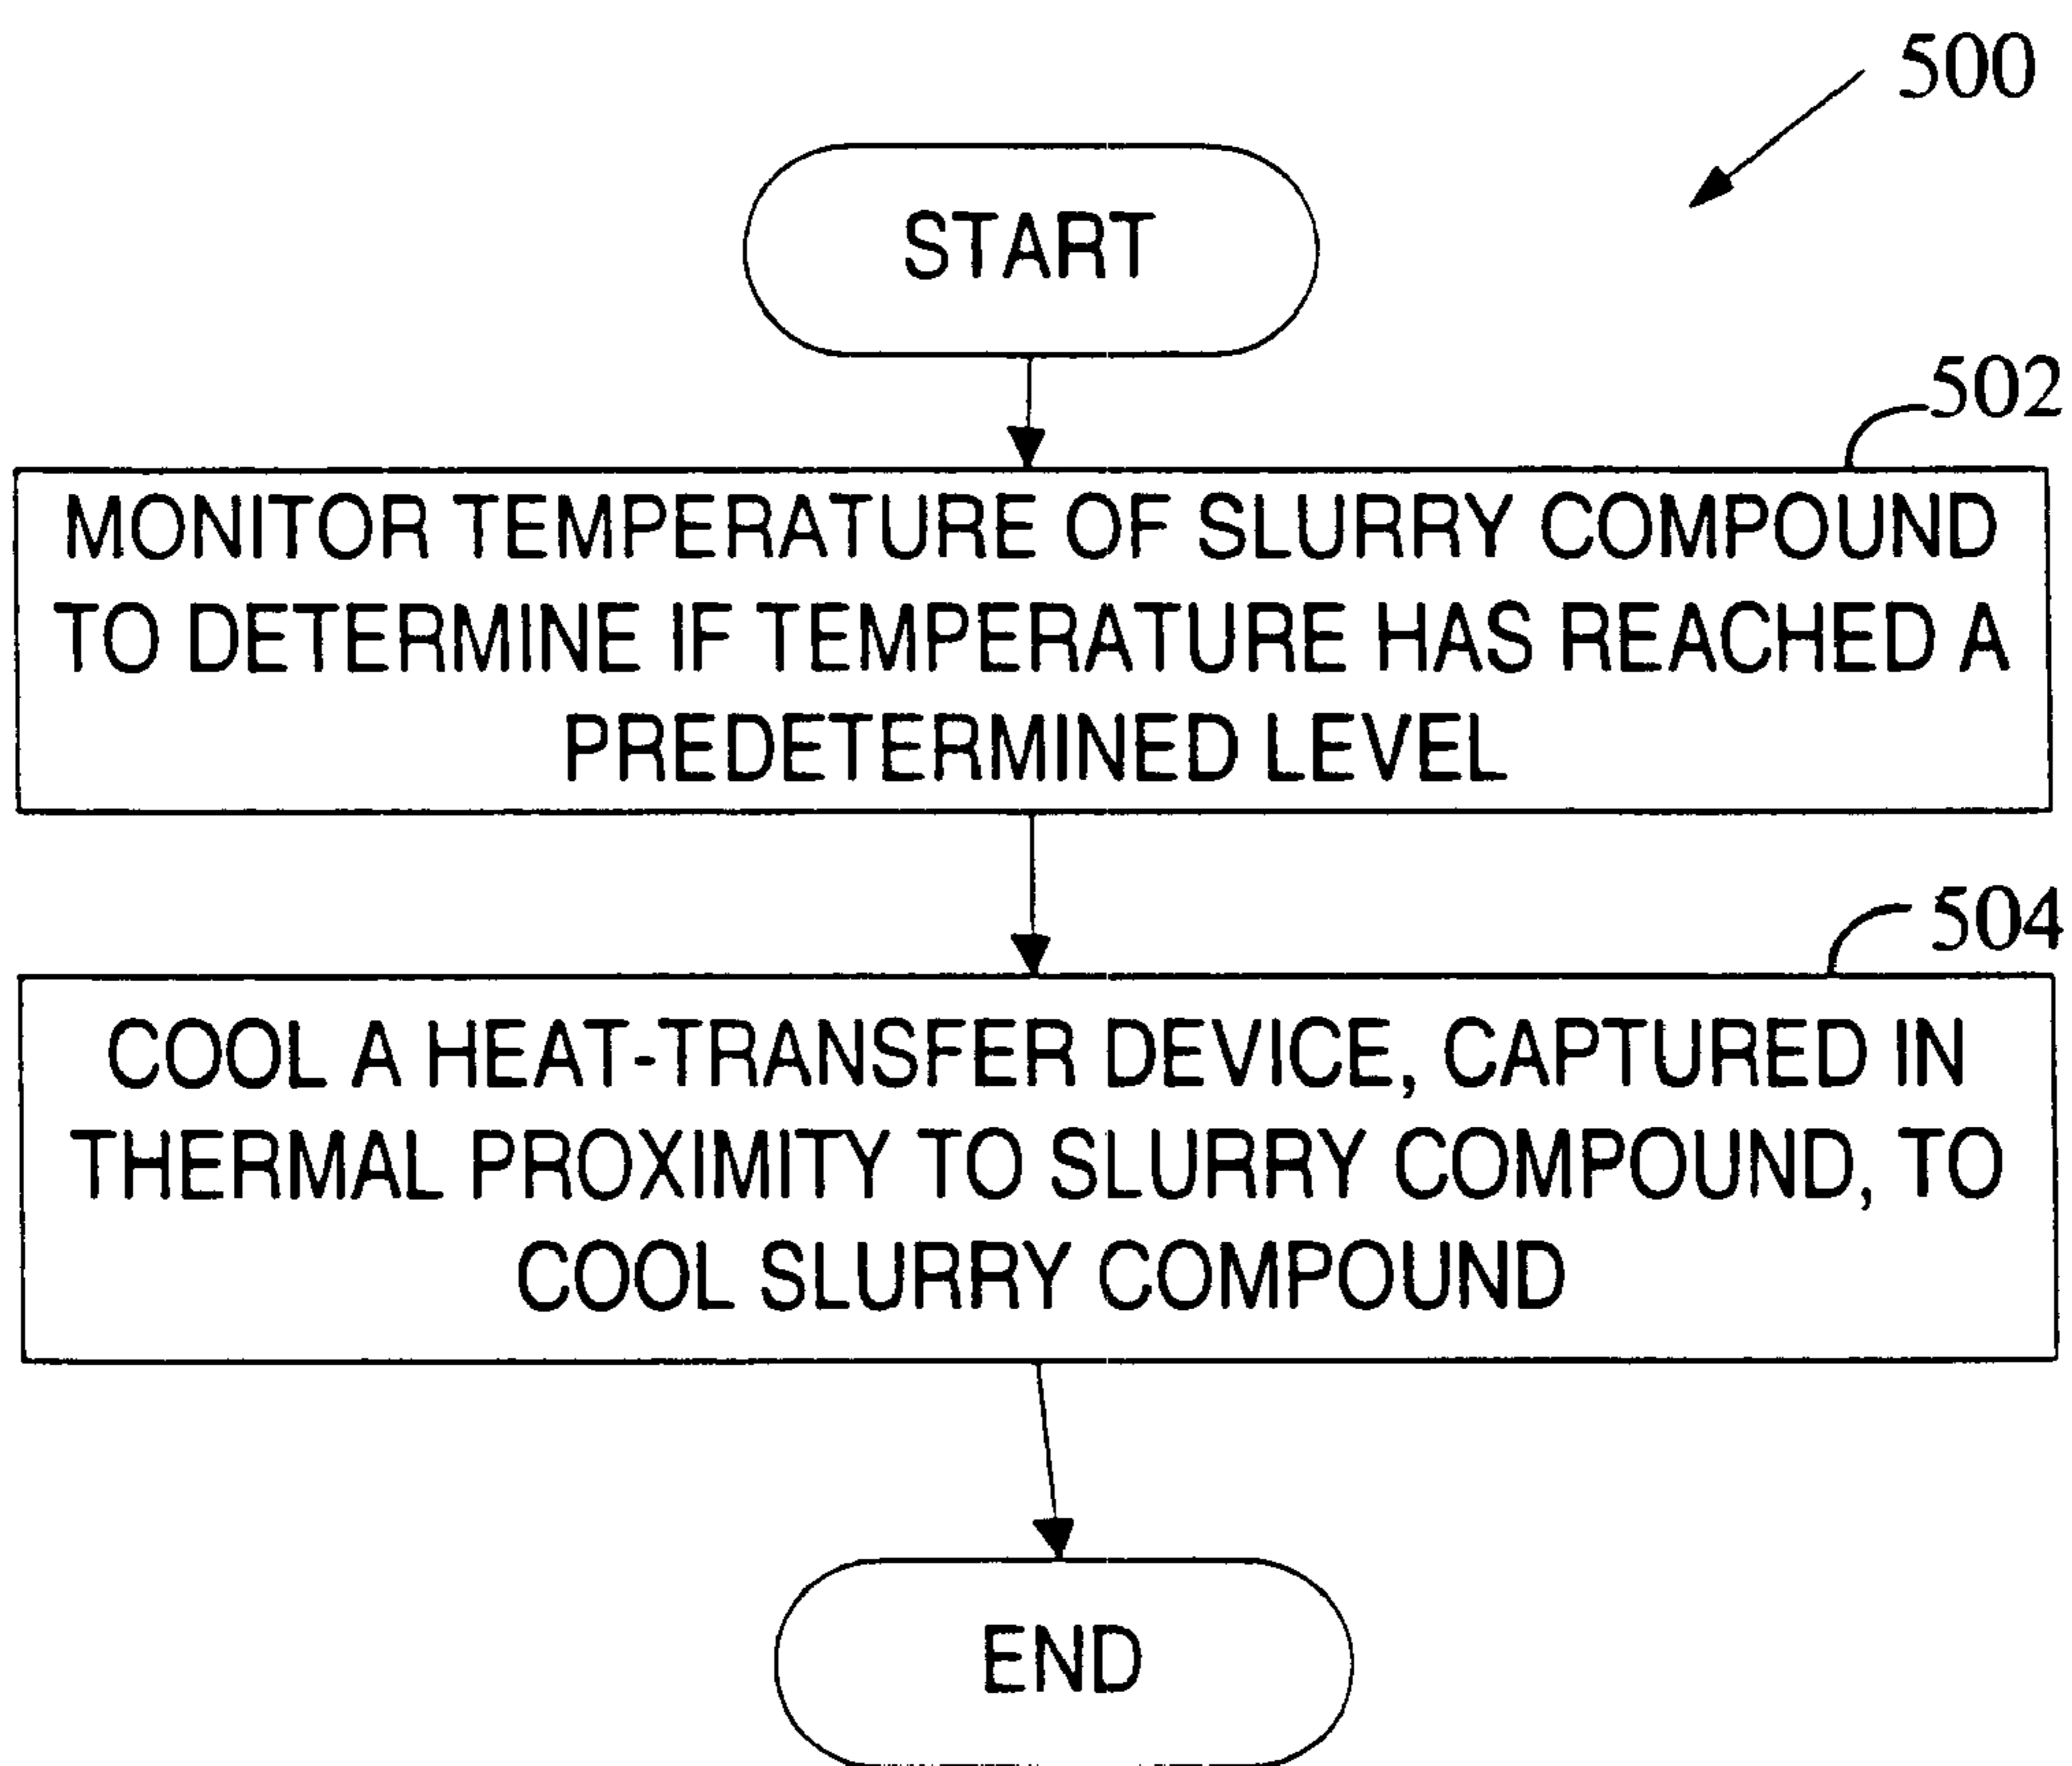 500
START
502
MONITOR TEMPERATURE OF SLURRY COMPOUND
TO DETERMINE IF TEMPERATURE HAS REACHED A
PREDETERMINED LEVEL
504
COOL A HEAT-TRANSFER DEVICE, CAPTURED IN
THERMAL PROXIMITY TO SLURRY COMPOUND, TO
COOL SLURRY COMPOUND
END